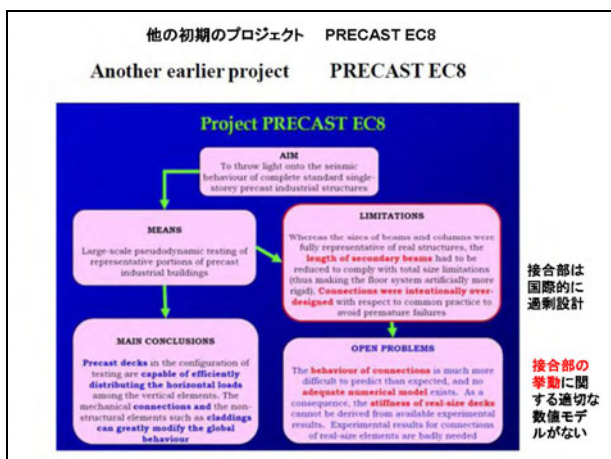 他の初期のプロジェクト PRECAST EC8
Another earlier project PRECAST EC8
Project PRECAST EC8
AIM
To throw light onto the seismic
behaviour of complete standard single-
storey precast industrial structures
MEANS
Large-scale pseudodynamic testing of
representative portions of precast
industrial buildings
LIMITATIONS
Whereas the sizes of beams and columns were
fully representative of real structures, the
length of secondary beams had to be
reduced to comply with total size limitations
(thus making the floor system artificially more
rigid). Connections were intentionally over-
designed with respect to common practice to
avoid premature failures
接合部は
国際的に
過剰設計
MAIN CONCLUSIONS
Precast decks in the configuration of
testing are capable of efficiently
distributing the horizontal loads
among the vertical elements. The
mechanical connections and the non-
structural elements such as claddings
can greatly modify the global
behaviour
OPEN PROBLEMS
The behaviour of connections is much more
difficult to predict than expected, and no
adequate numerical model exists. As a
consequence, the stiffness of real-size decks
cannot be derived from available experimental
results. Experimental results for connections
of real-size elements are badly needed
接合部の
挙動に関
する適切な
数値モデ
ルがない